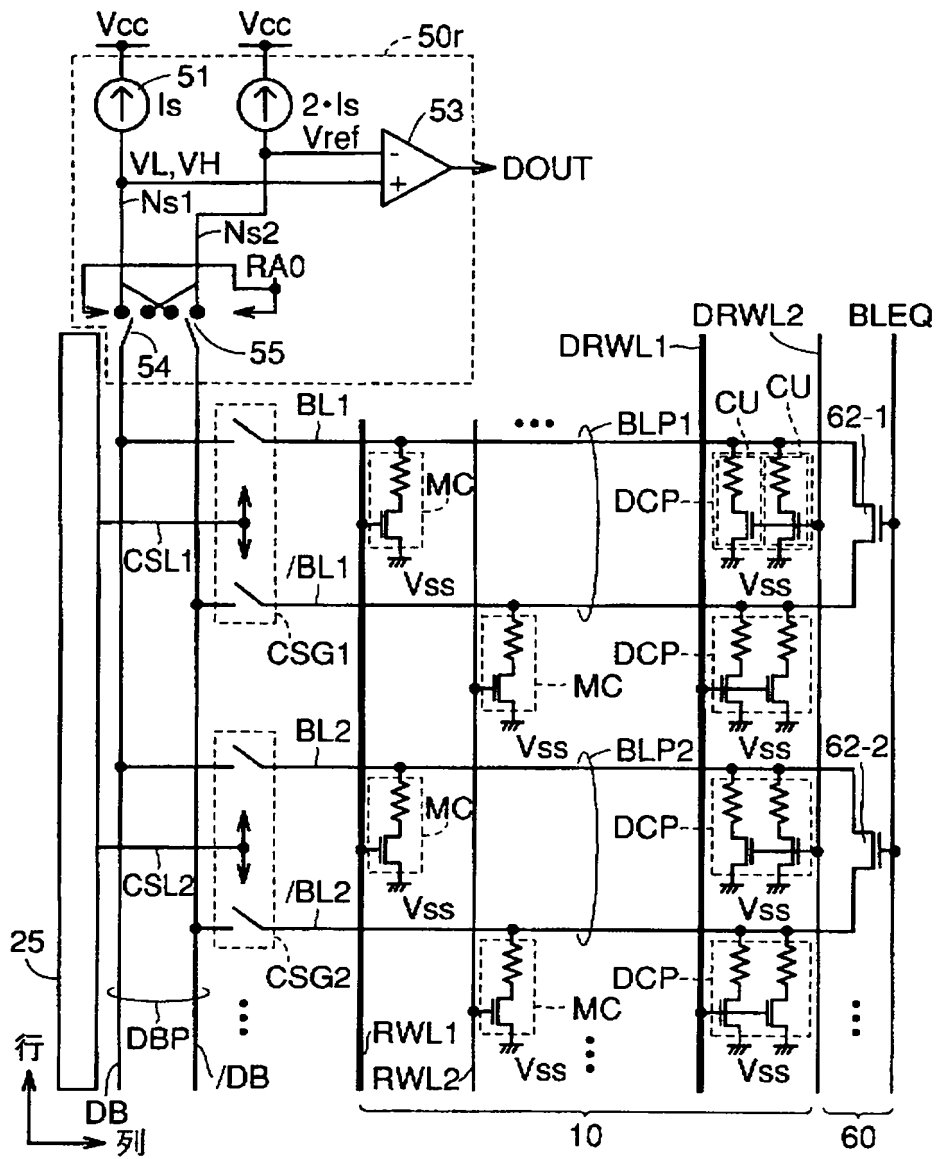 Vcc Vcc
50r
51
Is 2•Is
Vref 53
VL,VH
- +
DOUT
Ns1
Ns2
RA0
54 55
DRWL1 DRWL2 BLEQ
CU CU
BL1 ••• BLP1 62-1
MC DCP
CSL1 Vss Vss
/BL1
CSG1
MC DCP
Vss Vss
BL2 BLP2 62-2
MC DCP
CSL2 Vss Vss
/BL2
25
CSG2
MC DCP
Vss Vss
DBP
/DB
RWL1
RWL2
行
DB
列
10 60